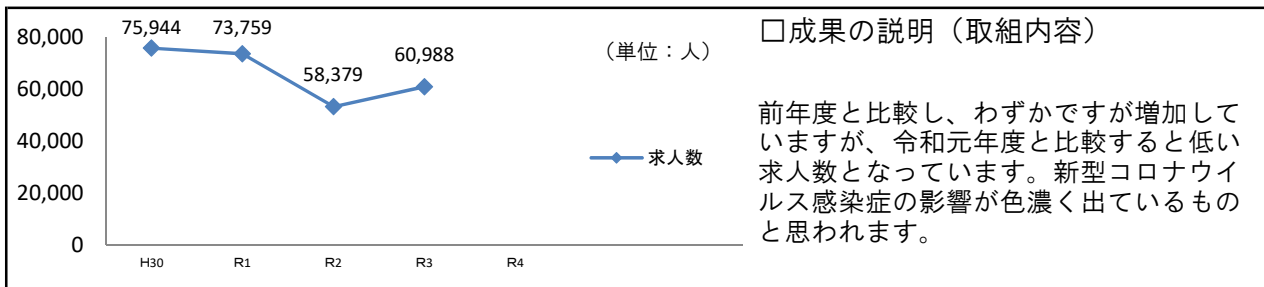 80,000
60,000
40,000
20,000
0
75,944
73,759
58,379
60,988
(単位：人)
求人数
H30
R1
R2
R3
R4
□成果の説明（取組内容）
前年度と比較し、わずかですが増加して
いますが、令和元年度と比較すると低い
求人数となっています。新型コロナウイ
ルス感染症の影響が色濃く出ているもの
と思われます。